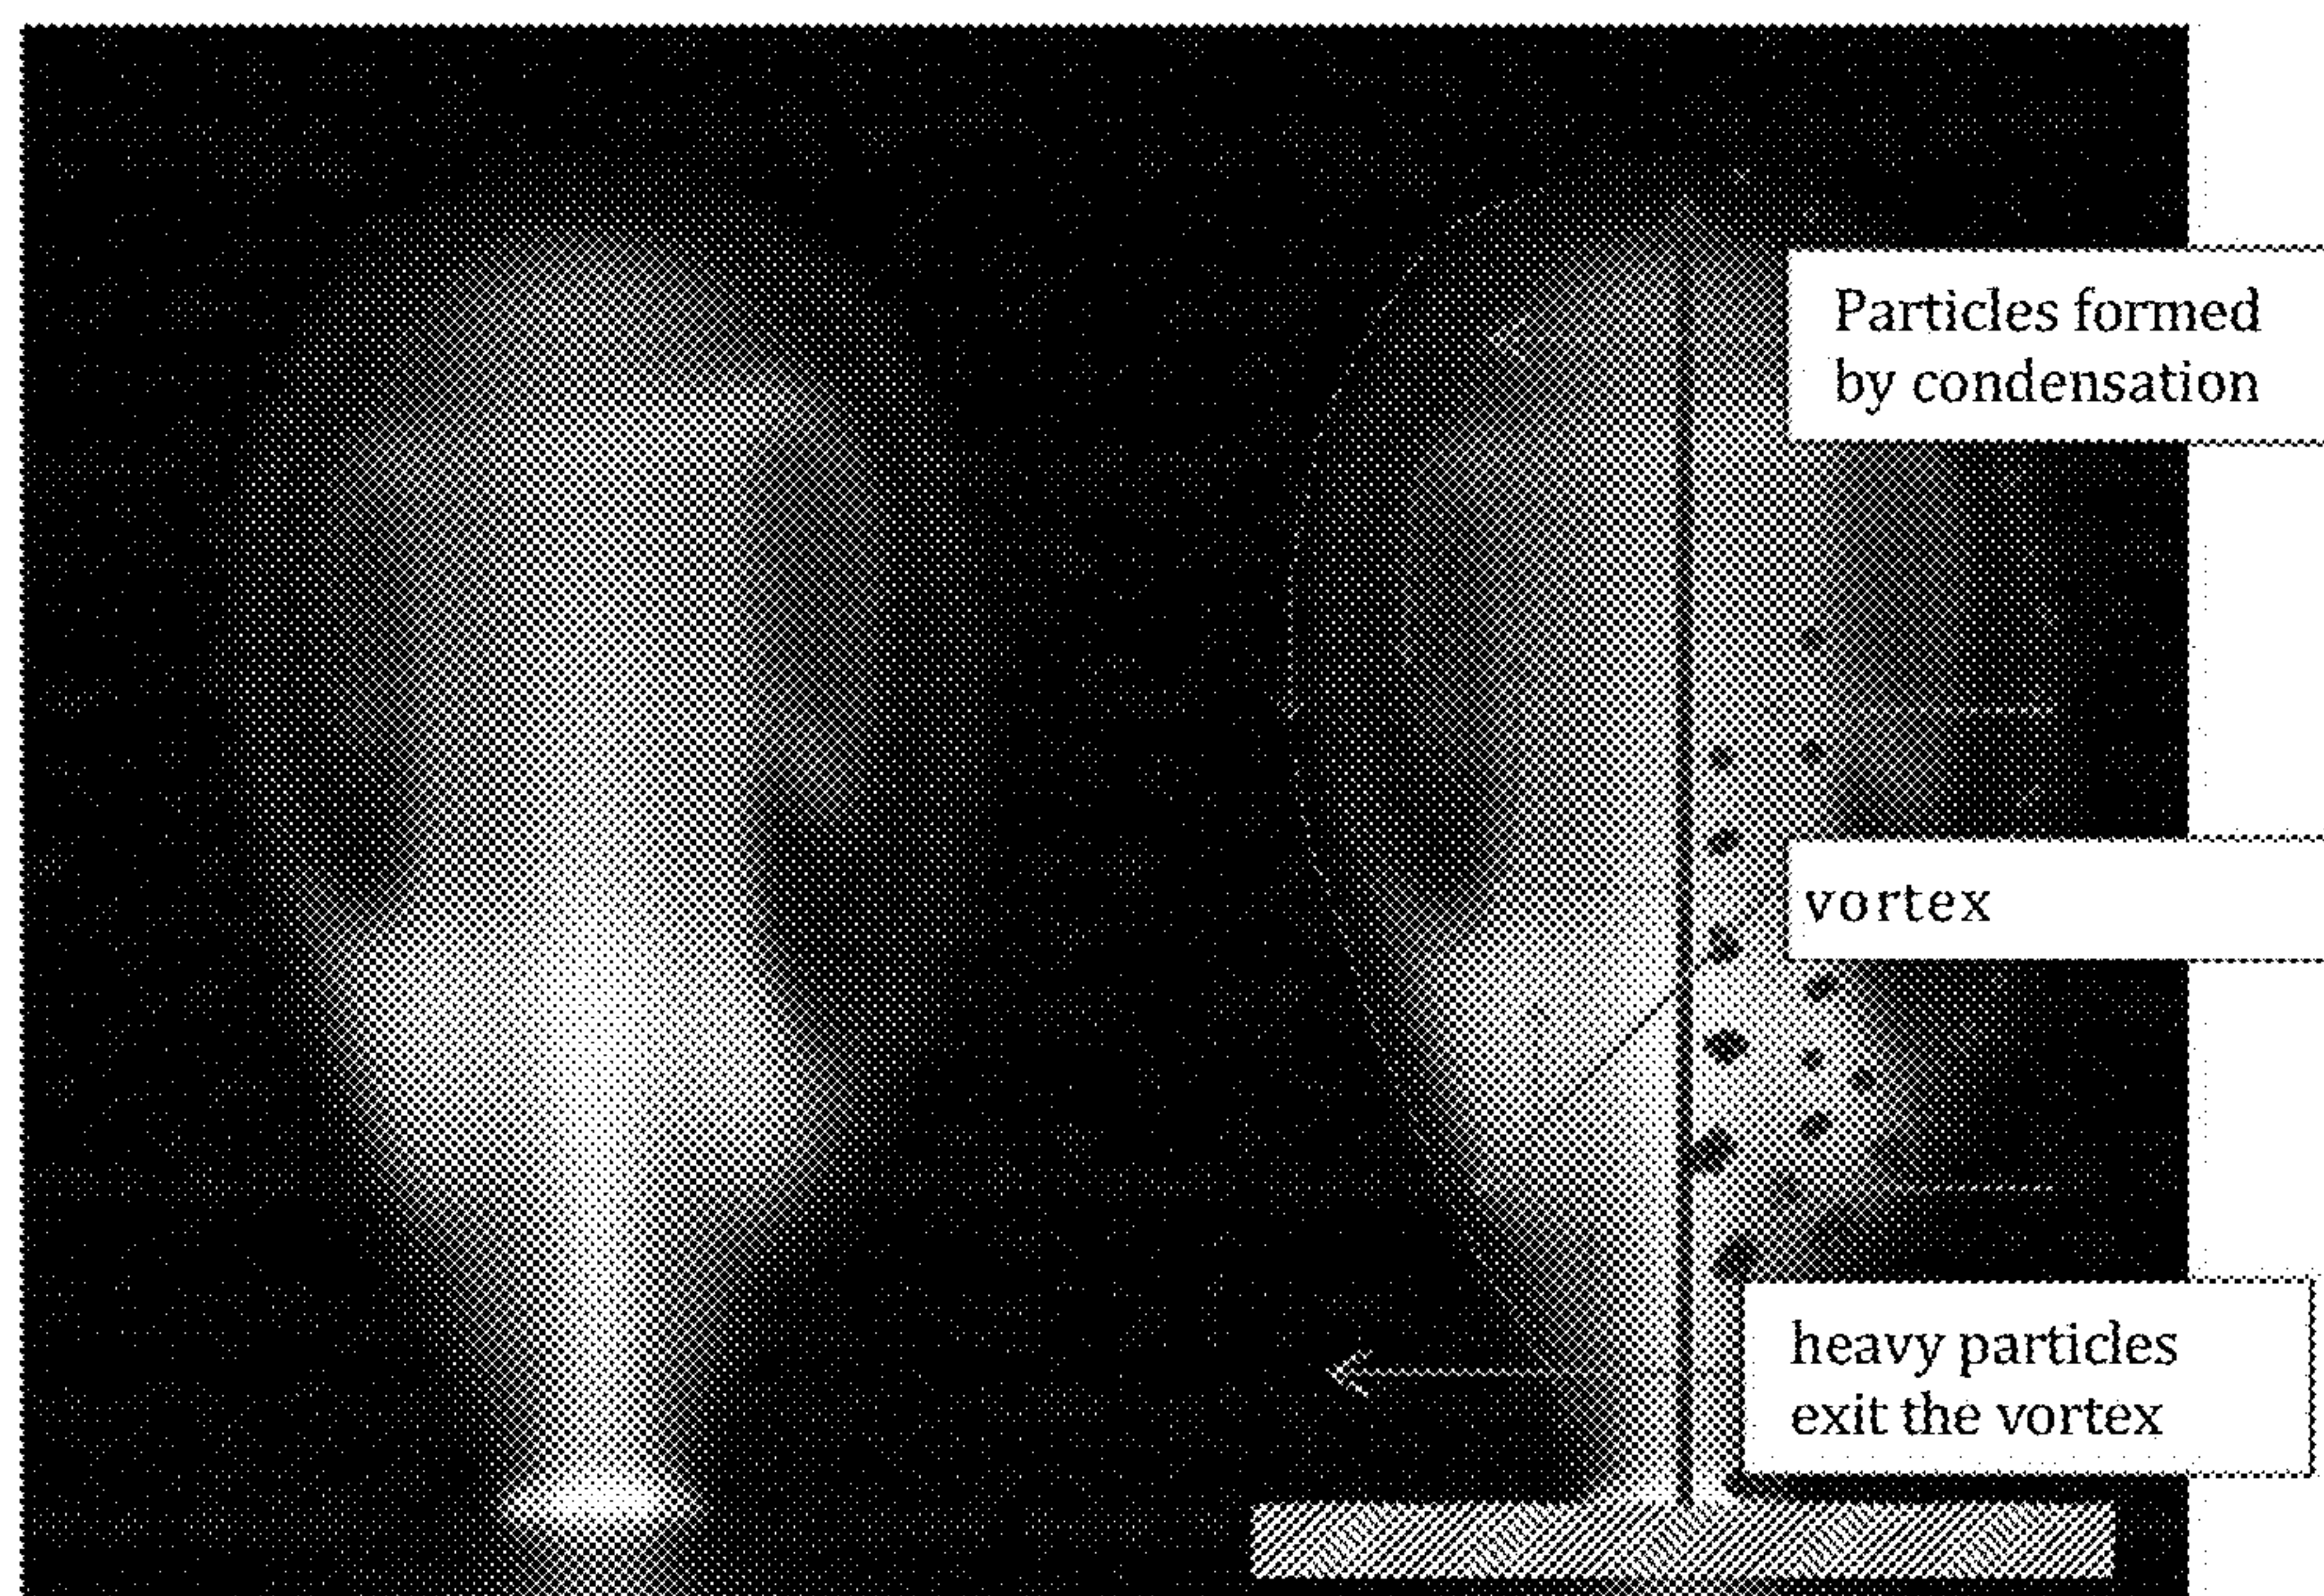 Particles formed
by condensation
vortex
heavy particles
exit the vortex